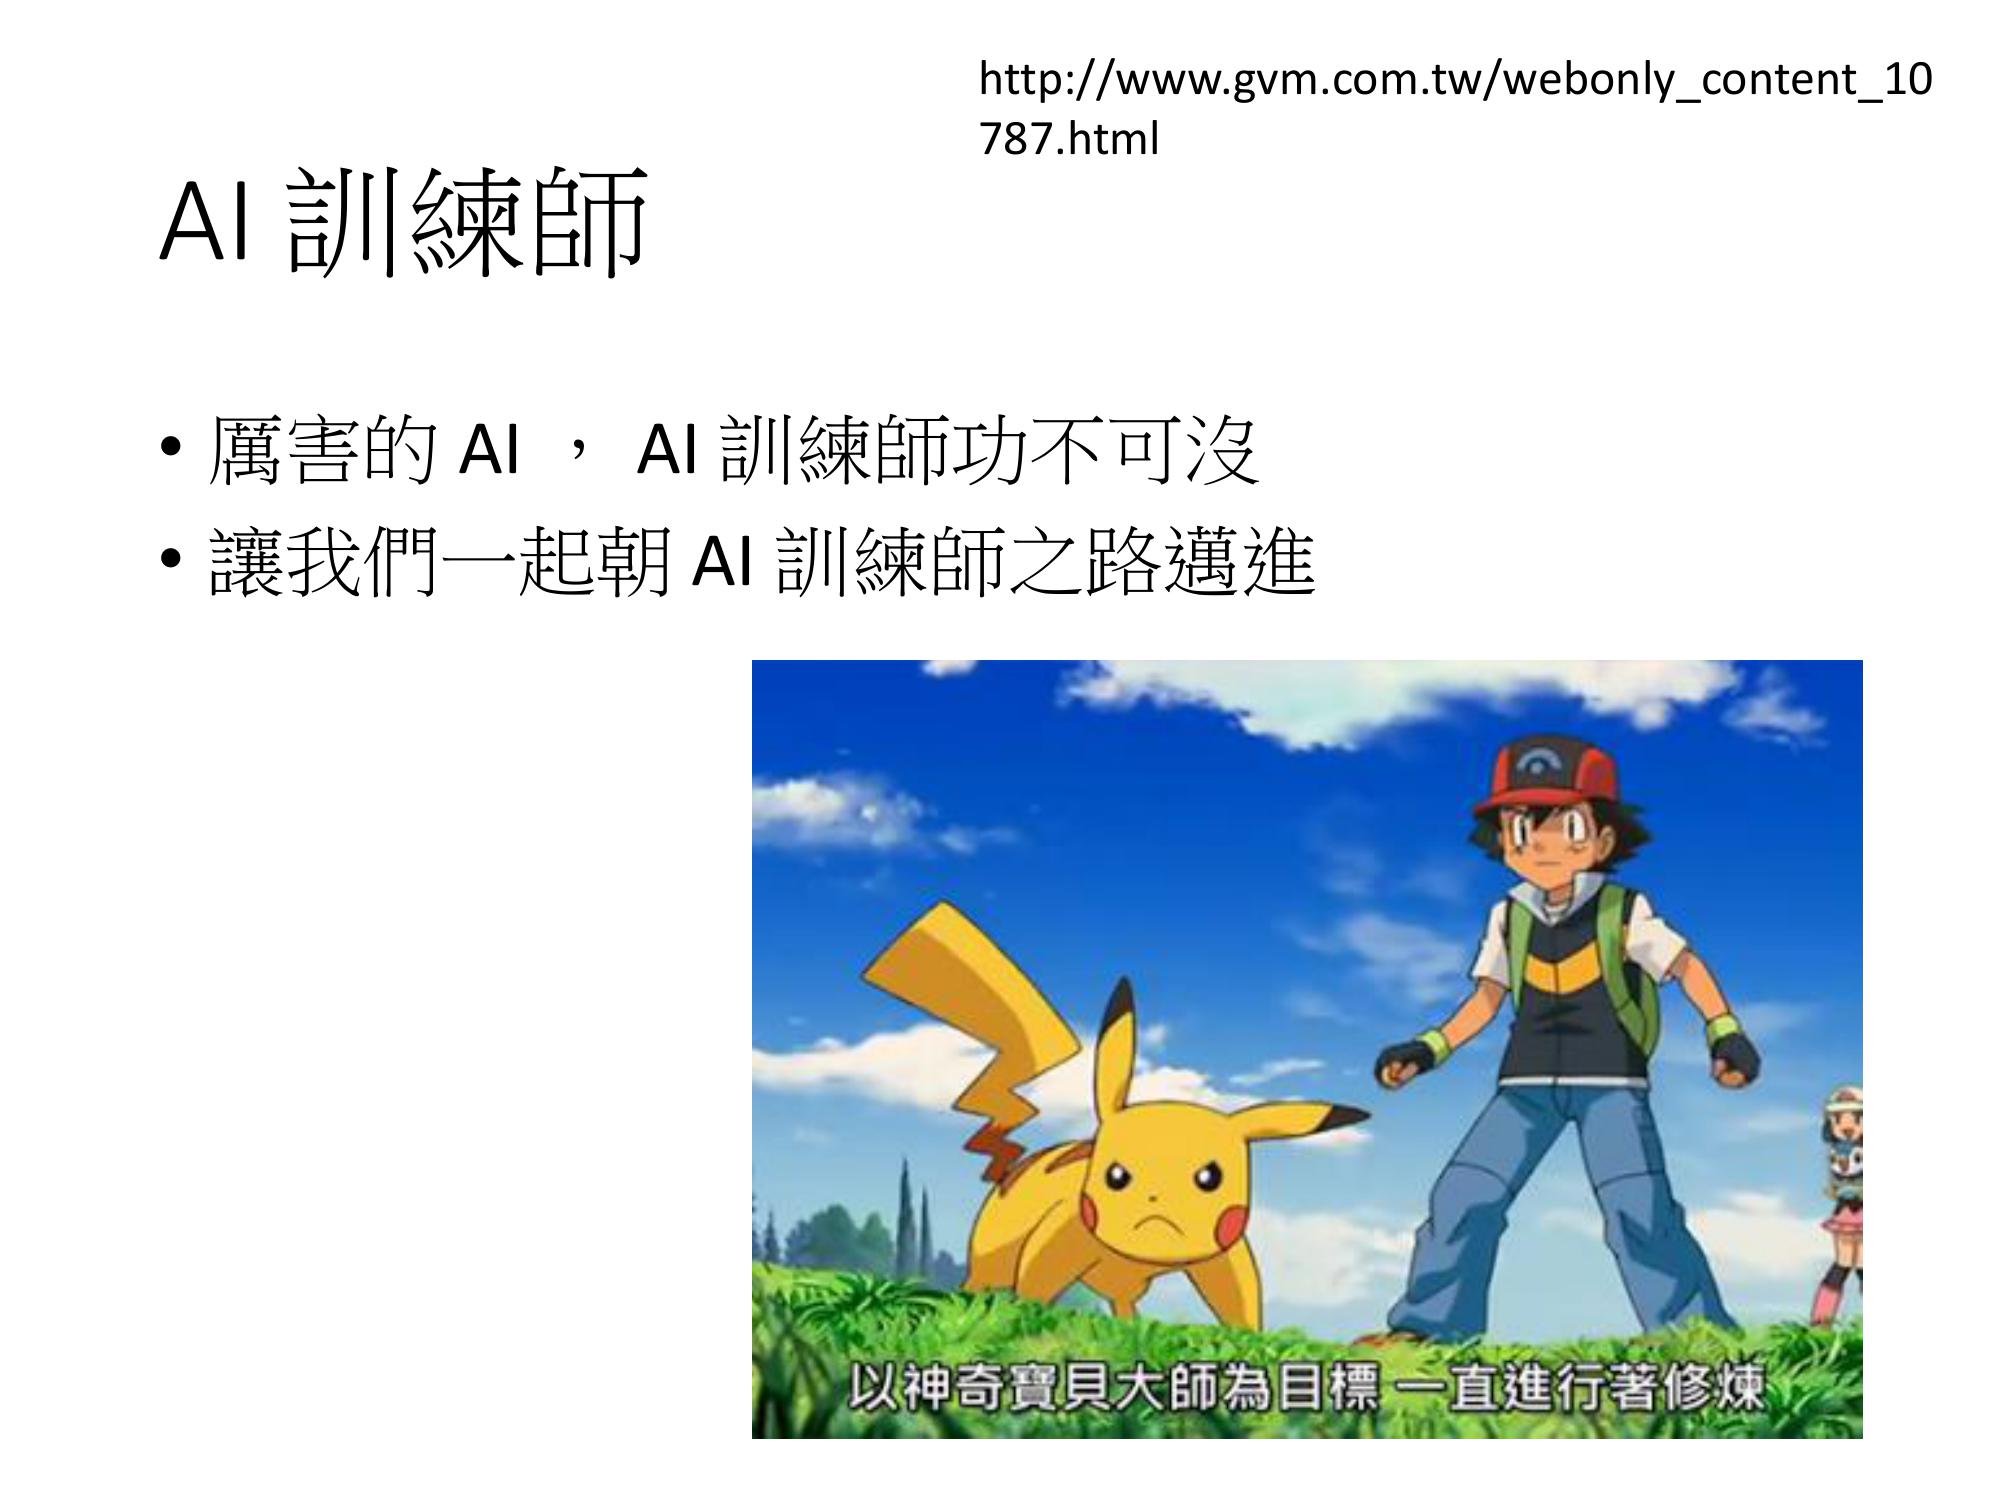 http://www.gvm.com.tw/webonly_content_10
787.html
AI 訓練師
• 厲害的 AI ， AI 訓練師功不可沒
• 讓我們一起朝 AI 訓練師之路邁進
以神奇寶貝大師為目標 一直進行著修煉